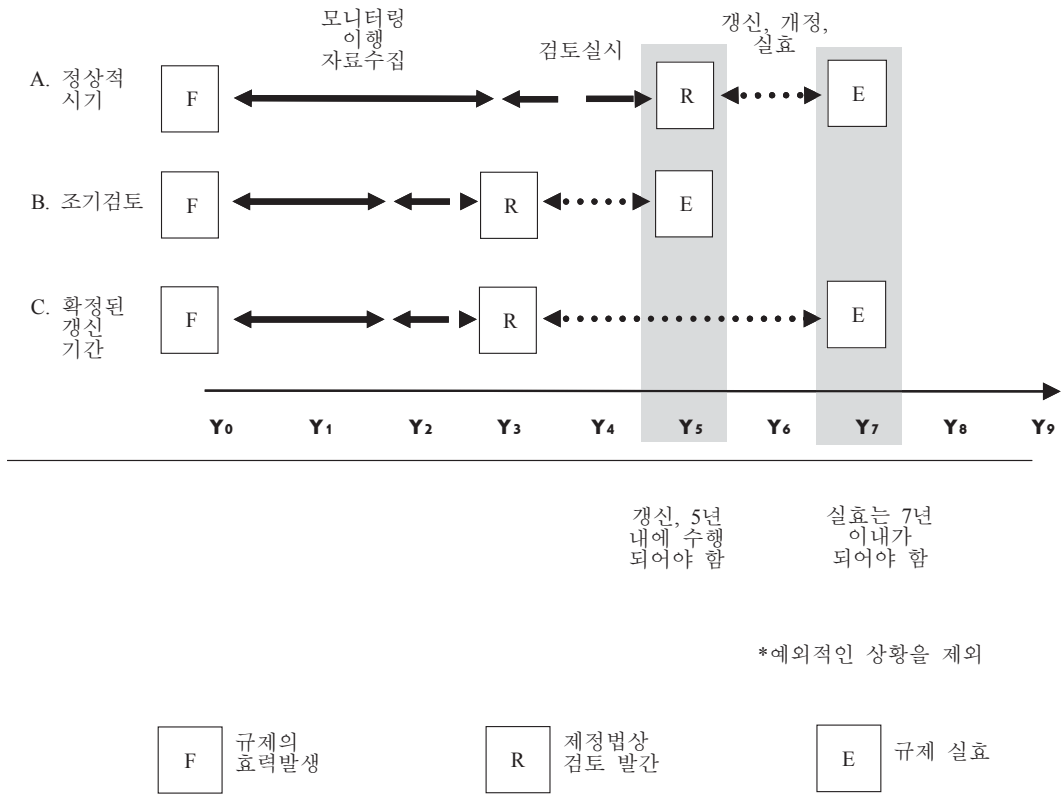 모니터링
이행
자료수집
검토실시
갱신, 개정,
실효
A. 정상적
시기
F
R
E
B. 조기검토
F
R
E
C. 확정된
갱신
기간
F
R
E
Y0 Y1 Y2 Y3 Y4 Y5 Y6 Y7 Y8 Y9
갱신, 5년
내에 수행
되어야 함
실효는 7년
이내가
되어야 함
*예외적인 상황을 제외
F
규제의
효력발생
R
제정법상
검토 발간
E
규제 실효